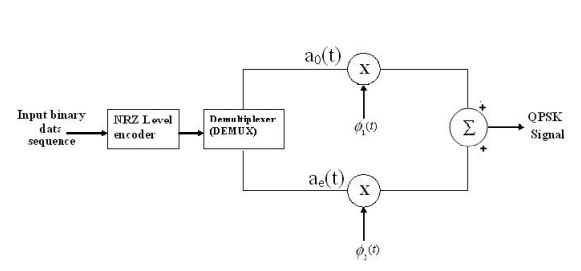 a₀(t)
X
Input binary
data
sequence
NRZ Level
encoder
Demultiplexer
(DEMUX)
ϕ₁(t)
+
Σ
+
QPSK
Signal
aₑ(t)
X
ϕ₂(t)